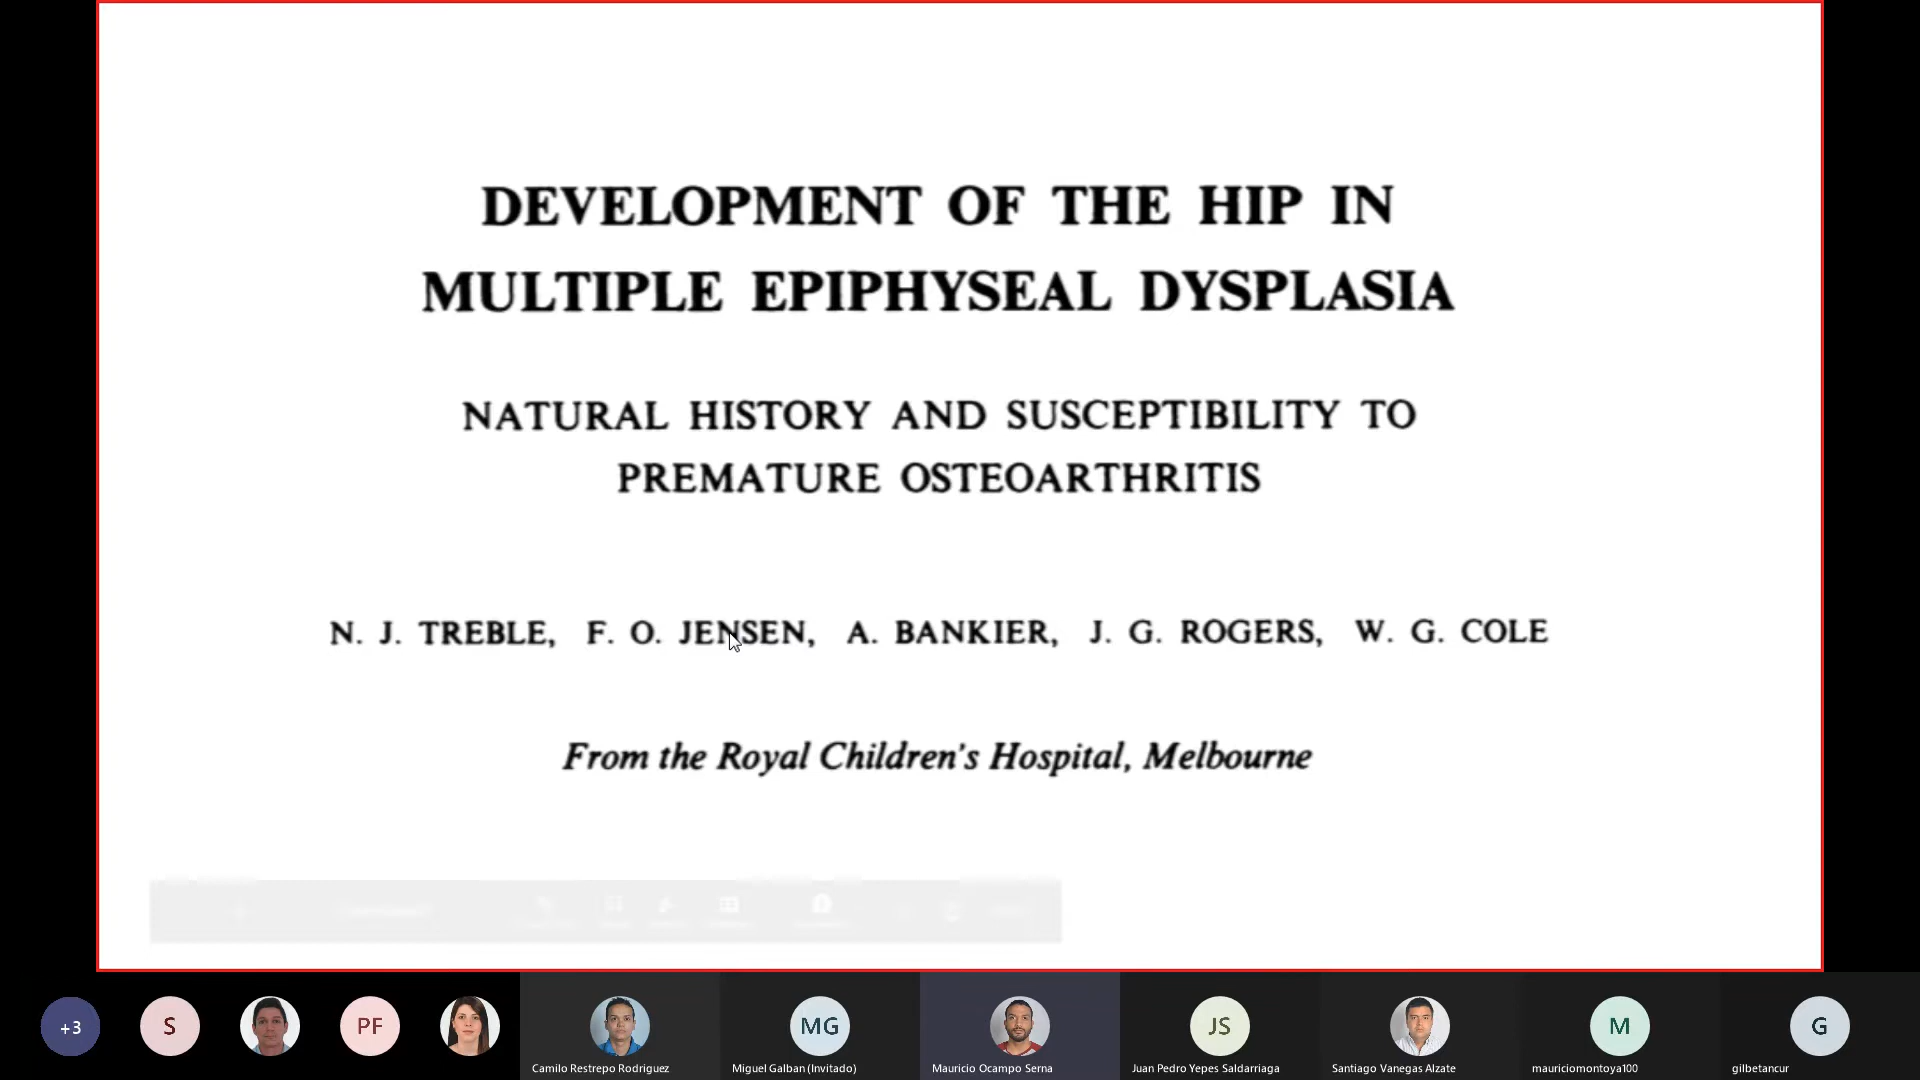 DEVELOPMENT OF THE HIP IN
MULTIPLE EPIPHYSEAL DYSPLASIA
NATURAL HISTORY AND SUSCEPTIBILITY TO
PREMATURE OSTEOARTHRITIS
N. J. TREBLE, F. O. JENSEN, A. BANKIER, J. G. ROGERS, W. G. COLE
From the Royal Children's Hospital, Melbourne
+3
S
PF
MG
JS
M
G
Camilo Restrepo Rodriguez
Miguel Galban (Invitado)
Mauricio Ocampo Serna
Juan Pedro Yepes Saldarriaga
Santiago Vanegas Alzate
mauriciomontoya100
gilbetancur